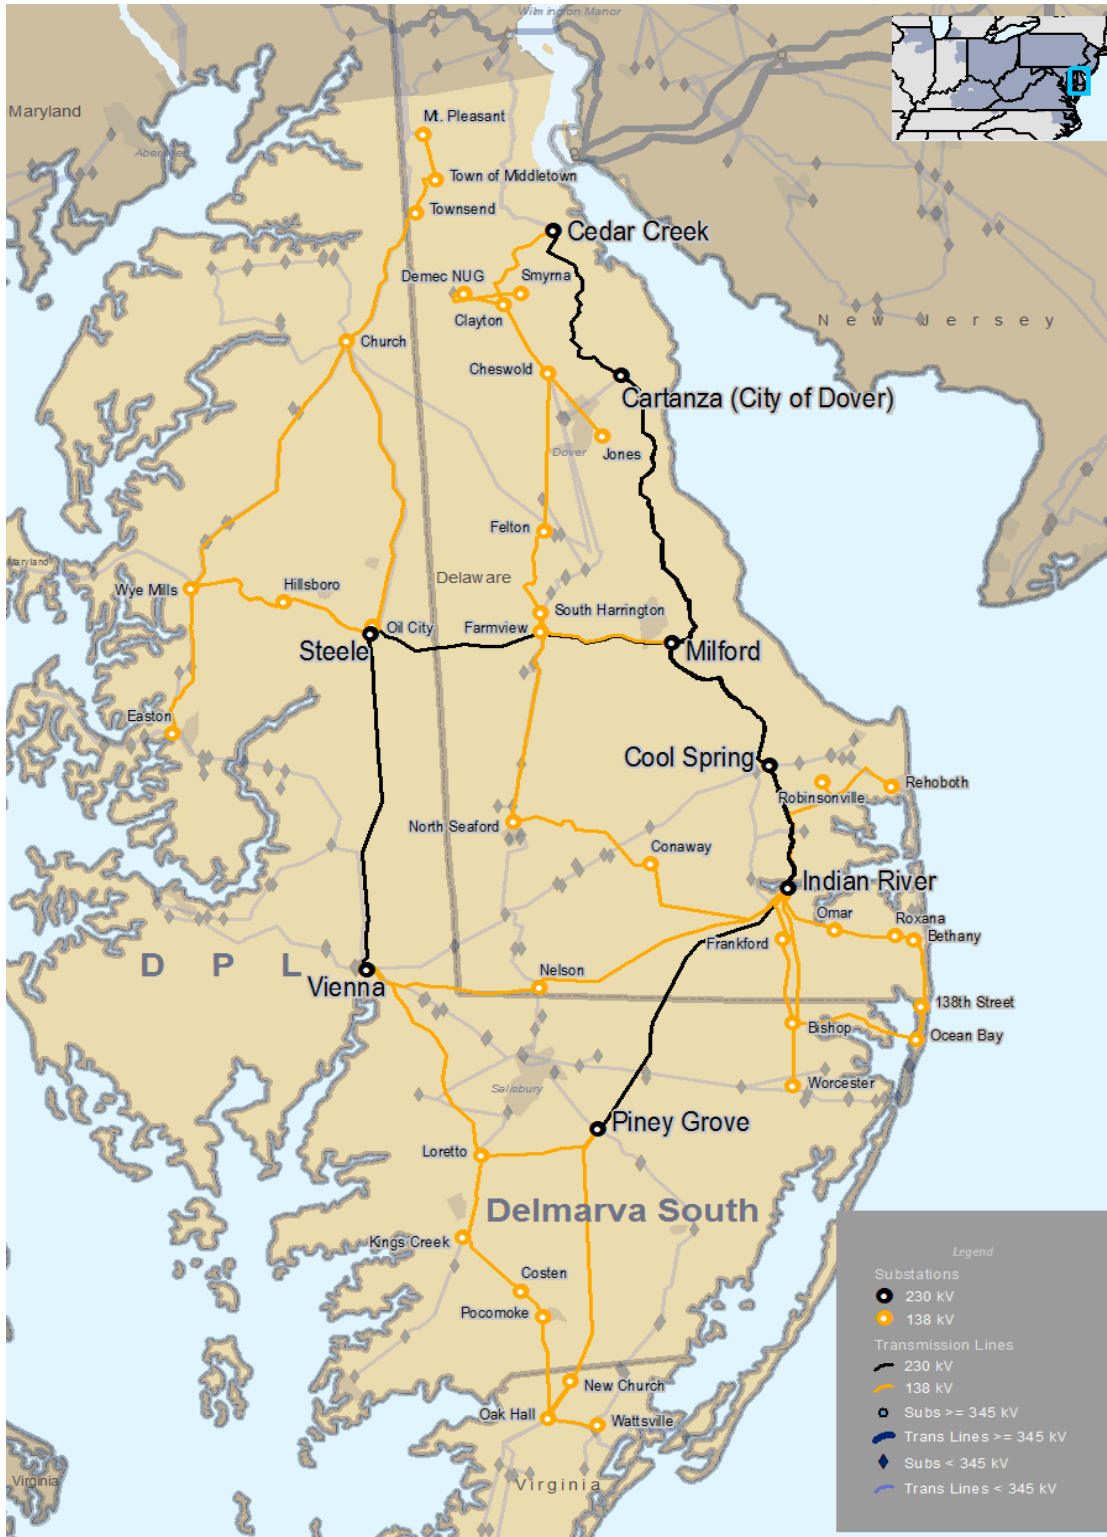 Wilmington Manor
Maryland
Mt. Pleasant
Town of Middletown
Townsend
Cedar Creek
Demec NUG
Smyrna
Clayton
New Jersey
Church
Cheswold
Cartanza (City of Dover)
Dover
Jones
Felton
Maryland
Delaware
Wye Mills
Hillsboro
South Harrington
Oil City
Farmview
Steele
Milford
Easton
Cool Spring
Rehoboth
Robinsonville
North Seaford
Conaway
Indian River
Omar
Roxana
Frankford
Bethany
DPL
Nelson
Vienna
138th Street
Bishop
Ocean Bay
Salisbury
Worcester
Piney Grove
Loretto
Delmarva South
Kings Creek
Costen
Pocomoke
New Church
Oak Hall
Wattsville
Virginia
Virginia
Legend
Substations
230 kV
138 kV
Transmission Lines
230 kV
138 kV
Subs >= 345 kV
Trans Lines >= 345 kV
Subs < 345 kV
Trans Lines < 345 kV